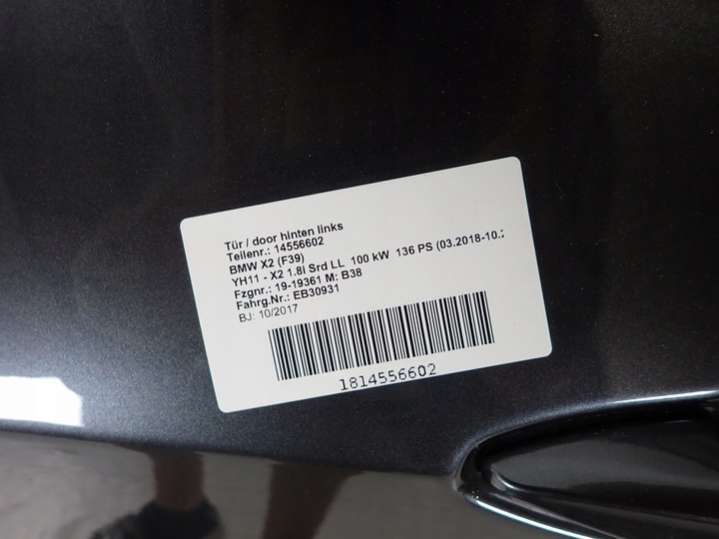 Tür / door hinten links
Teilenr.: 14556602
BMW X2 (F39)
YH11 - X2 1.8i Srd LL 100 kW 136 PS (03.2018-10.
Fzgnr.: 19-19361 M: B38
Fahrg.Nr.: EB30931
BJ: 10/2017
1814556602